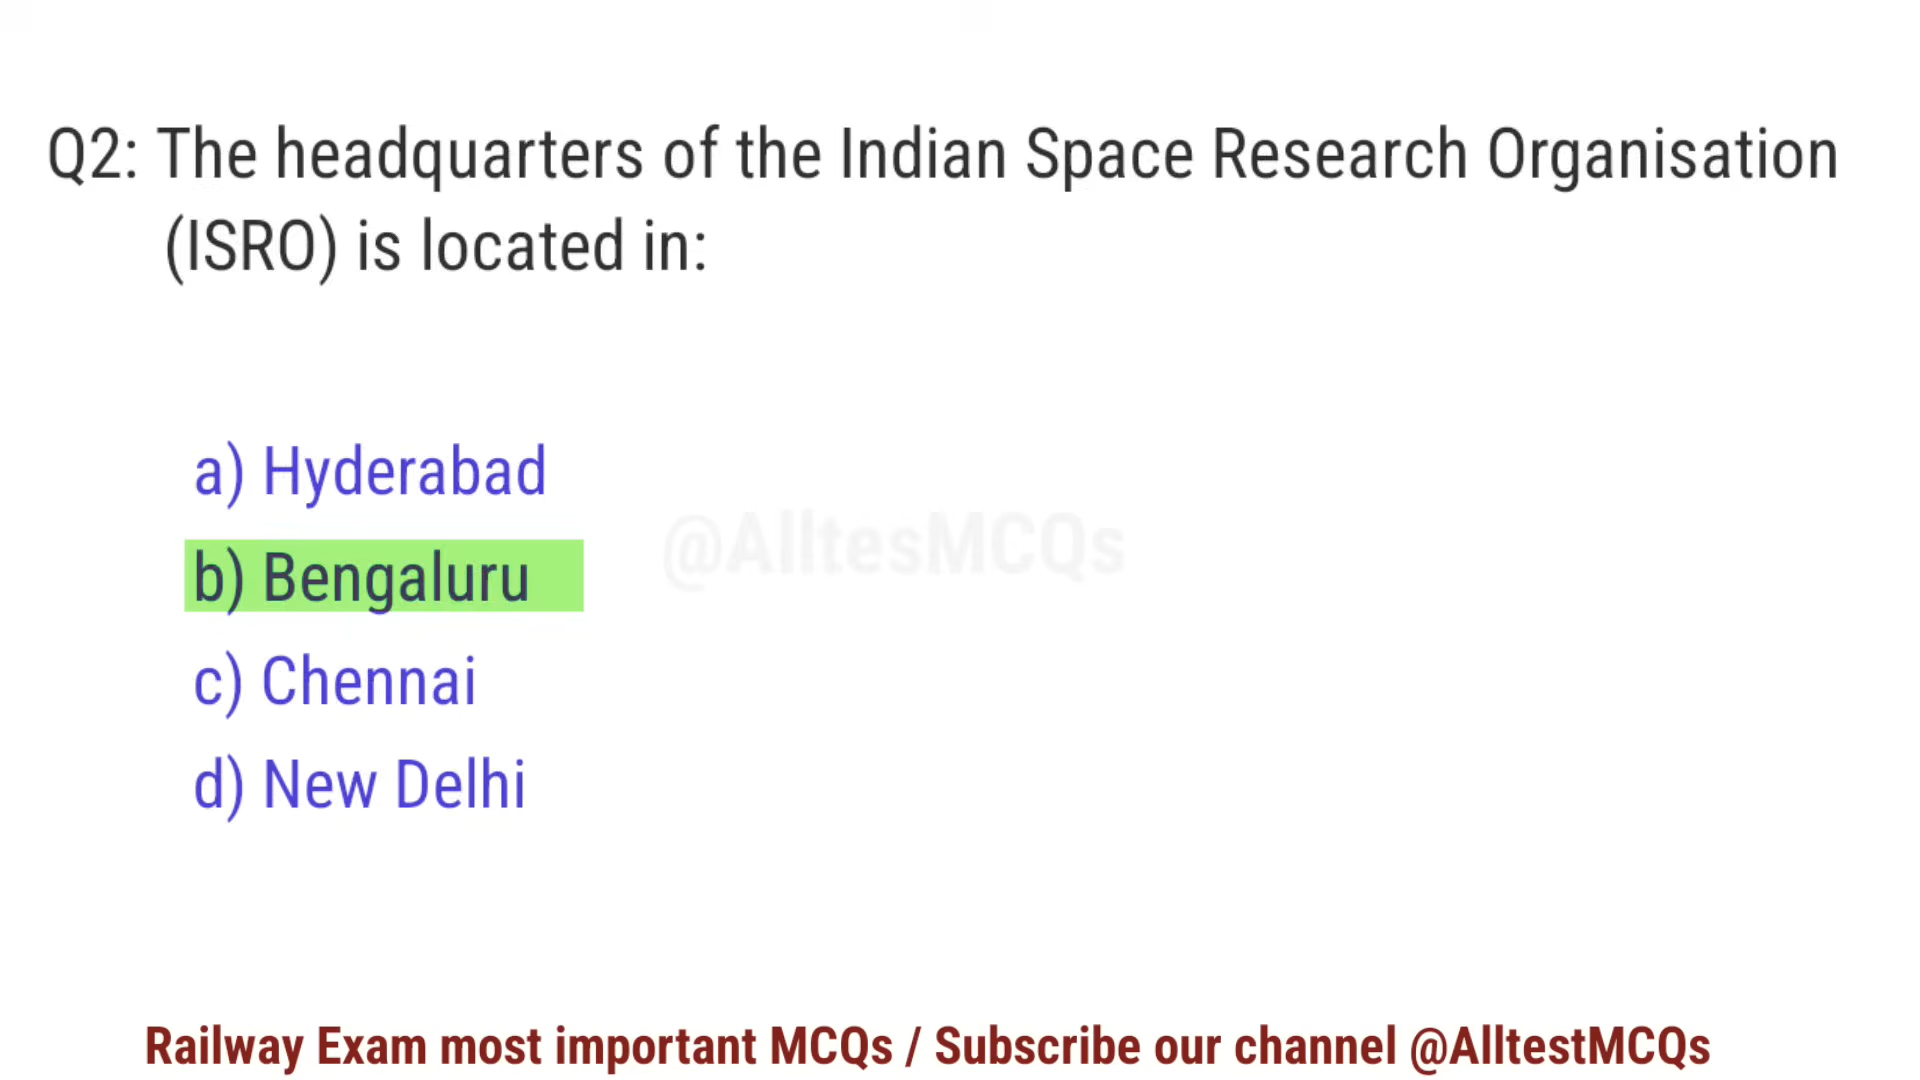 Q2: The headquarters of the Indian Space Research Organisation
(ISRO) is located in:
a) Hyderabad
@AlltesMCQs
b) Bengaluru
c) Chennai
d) New Delhi
Railway Exam most important MCQs / Subscribe our channel @AlltestMCQs